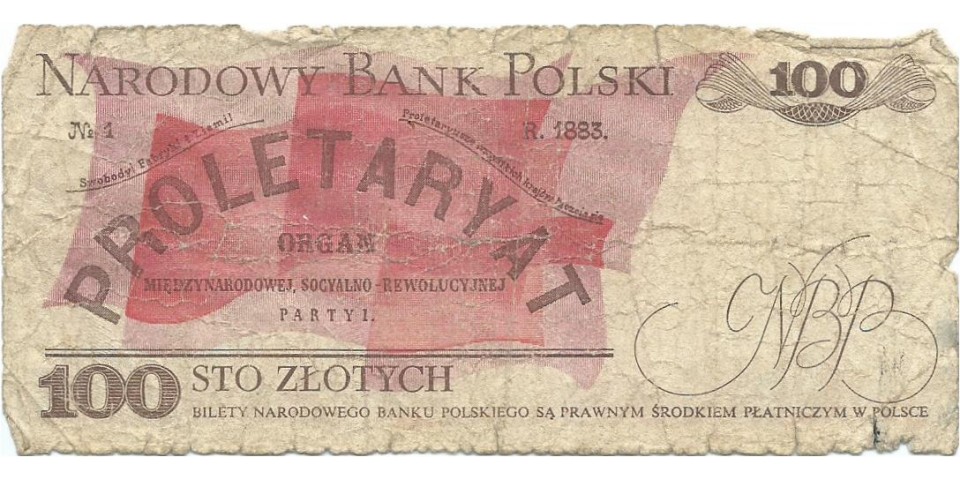 NARODOWY BANK POLSKI 100
№ 1 R. 1883.
Swobody! Fabryk i Ziemi!
Proletaryusze wszystkich krajów łączcie się
PROLETARYAT
ORGAN
MIĘDZYNARODOWEJ, SOCYALNO-REWOLUCYJNEJ
PARTYI.
NBP
100 STO ZŁOTYCH
BILETY NARODOWEGO BANKU POLSKIEGO SĄ PRAWNYM ŚRODKIEM PŁATNICZYM W POLSCE